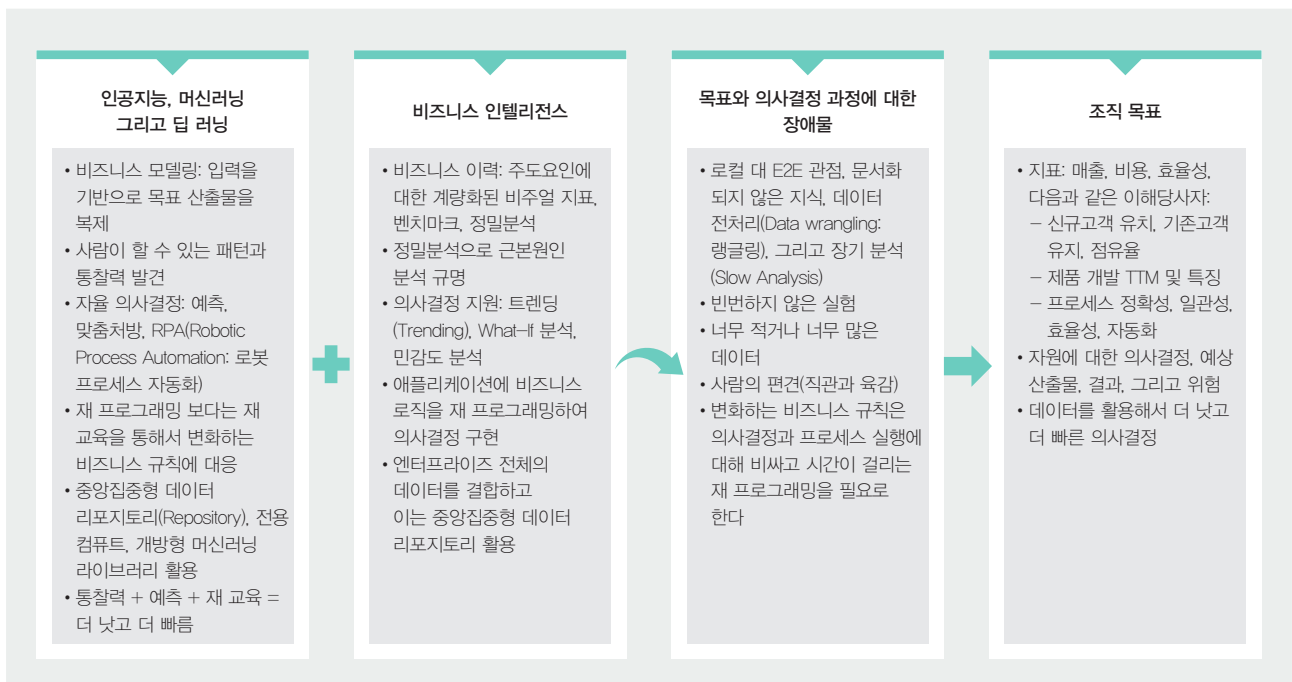 인공지능, 머신러닝
그리고 딥 러닝
• 비즈니스 모델링: 입력을
기반으로 목표 산출물을
복제
• 사람이 할 수 있는 패턴과
통찰력 발견
• 자율 의사결정: 예측,
맞춤처방, RPA(Robotic
Process Automation: 로봇
프로세스 자동화)
• 재 프로그래밍 보다는 재
교육을 통해서 변화하는
비즈니스 규칙에 대응
• 중앙집중형 데이터
리포지토리(Repository), 전용
컴퓨트, 개방형 머신러닝
라이브러리 활용
• 통찰력 + 예측 + 재 교육 =
더 낫고 더 빠름
비즈니스 인텔리전스
• 비즈니스 이력: 주도요인에
대한 계량화된 비주얼 지표,
벤치마크, 정밀분석
• 정밀분석으로 근본원인
분석 규명
• 의사결정 지원: 트렌딩
(Trending), What-If 분석,
민감도 분석
• 애플리케이션에 비즈니스
로직을 재 프로그래밍하여
의사결정 구현
• 엔터프라이즈 전체의
데이터를 결합하고
이는 중앙집중형 데이터
리포지토리 활용
목표와 의사결정 과정에 대한
장애물
• 로컬 대 E2E 관점, 문서화
되지 않은 지식, 데이터
전처리(Data wrangling:
랭글링), 그리고 장기 분석
(Slow Analysis)
• 빈번하지 않은 실험
• 너무 적거나 너무 많은
데이터
• 사람의 편견(직관과 육감)
• 변화하는 비즈니스 규칙은
의사결정과 프로세스 실행에
대해 비싸고 시간이 걸리는
재 프로그래밍을 필요로
한다
조직 목표
• 지표: 매출, 비용, 효율성,
다음과 같은 이해당사자:
– 신규고객 유치, 기존고객
유지, 점유율
– 제품 개발 TTM 및 특징
– 프로세스 정확성, 일관성,
효율성, 자동화
• 자원에 대한 의사결정, 예상
산출물, 결과, 그리고 위험
• 데이터를 활용해서 더 낫고
더 빠른 의사결정